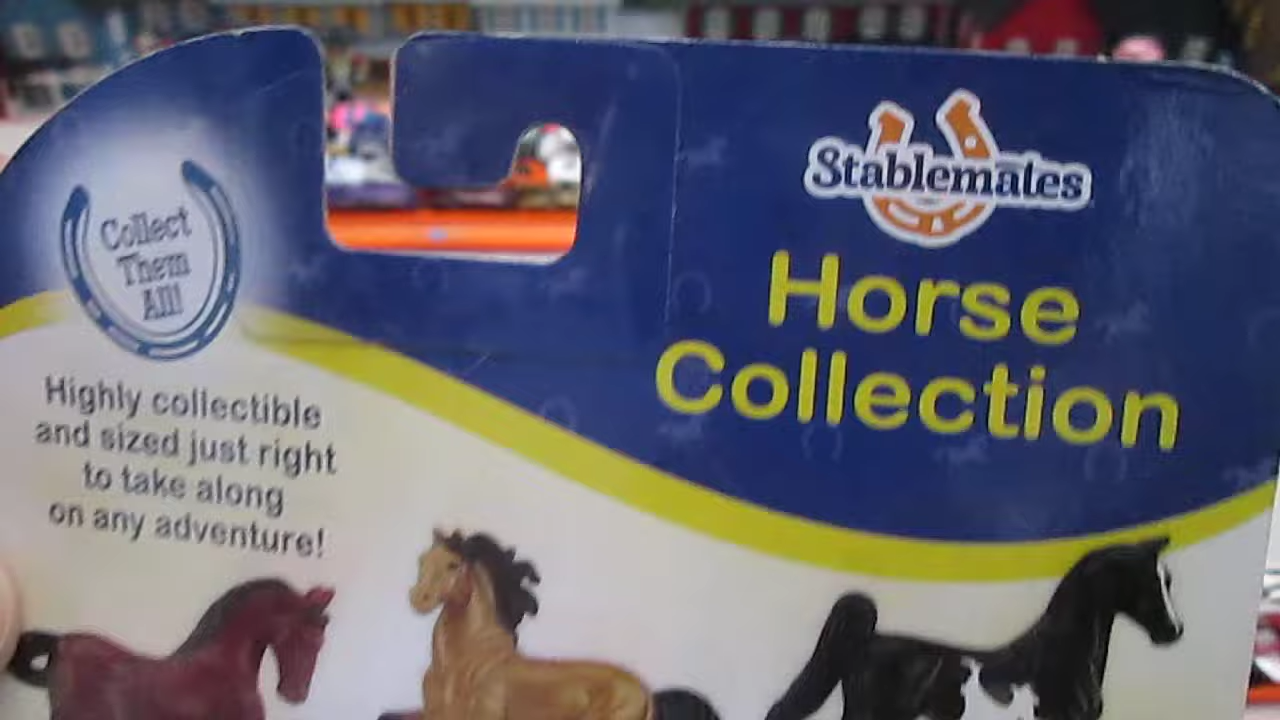 Collect
Them
All!
Highly collectible
and sized just right
to take along
on any adventure!
Stablemates
Horse
Collection